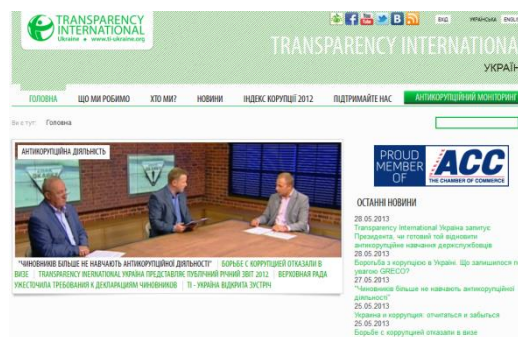 TRANSPARENCY
INTERNATIONAL
Ukraine • www.ti-ukraine.org
ВХІД УКРАЇНСЬКА
TRANSPARENCY INTERNATIONA
УКРАЇН
ГОЛОВНА ЩО МИ РОБИМО ХТО МИ? НОВИНИ ІНДЕКС КОРУПЦІЇ 2012 ПІДТРИМАЙТЕ НАС АНТИКОРУПЦІЙНИЙ МОНІТОРИНГ
Вы є тут: Головна
АНТИКОРУПЦІЙНА ДІЯЛЬНІСТЬ
"ЧИНОВНИКІВ БІЛЬШЕ НЕ НАВЧАЮТЬ АНТИКОРУПЦІЙНОЇ ДІЯЛЬНОСТІ" | БОРЬБЕ С КОРРУПЦИЕЙ ОТКАЗАЛИ В
ВИЗЕ | TRANSPARENCY INERNATIONAL УКРАЇНА ПРЕДСТАВЛЯЄ ПУБЛІЧНИЙ РІЧНИЙ ЗВІТ 2012 | ВЕРХОВНАЯ РАДА
УЖЕСТОЧИЛА ТРЕБОВАНИЯ К ДЕКЛАРАЦИЯМ ЧИНОВНИКОВ | TI - УКРАЇНА ВІДКРИТА ЗУСТРІЧ
PROUD
MEMBER
OF
ACC
THE CHAMBER OF COMMERCE
ОСТАННІ НОВИНИ
28.05.2013
Transparency International Україна запитує
Президента, чи готовий той відновити
антикорупційне навчання держслужбовців
28.05.2013
Боротьба з корупцією в Україні. Що залишилося п
увагою GRECO?
27.05.2013
"Чиновників більше не навчають антикорупційної
діяльності"
25.05.2013
Украина и коррупция: отчитаться и забыться
25.05.2013
Борьбе с коррупцией отказали в визе